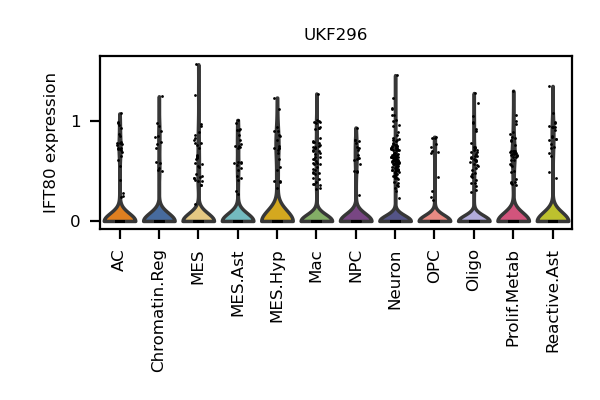 UKF296
IFT80 expression
1
0
AC
Chromatin.Reg
MES
MES.Ast
MES.Hyp
Mac
NPC
Neuron
OPC
Oligo
Prolif.Metab
Reactive.Ast